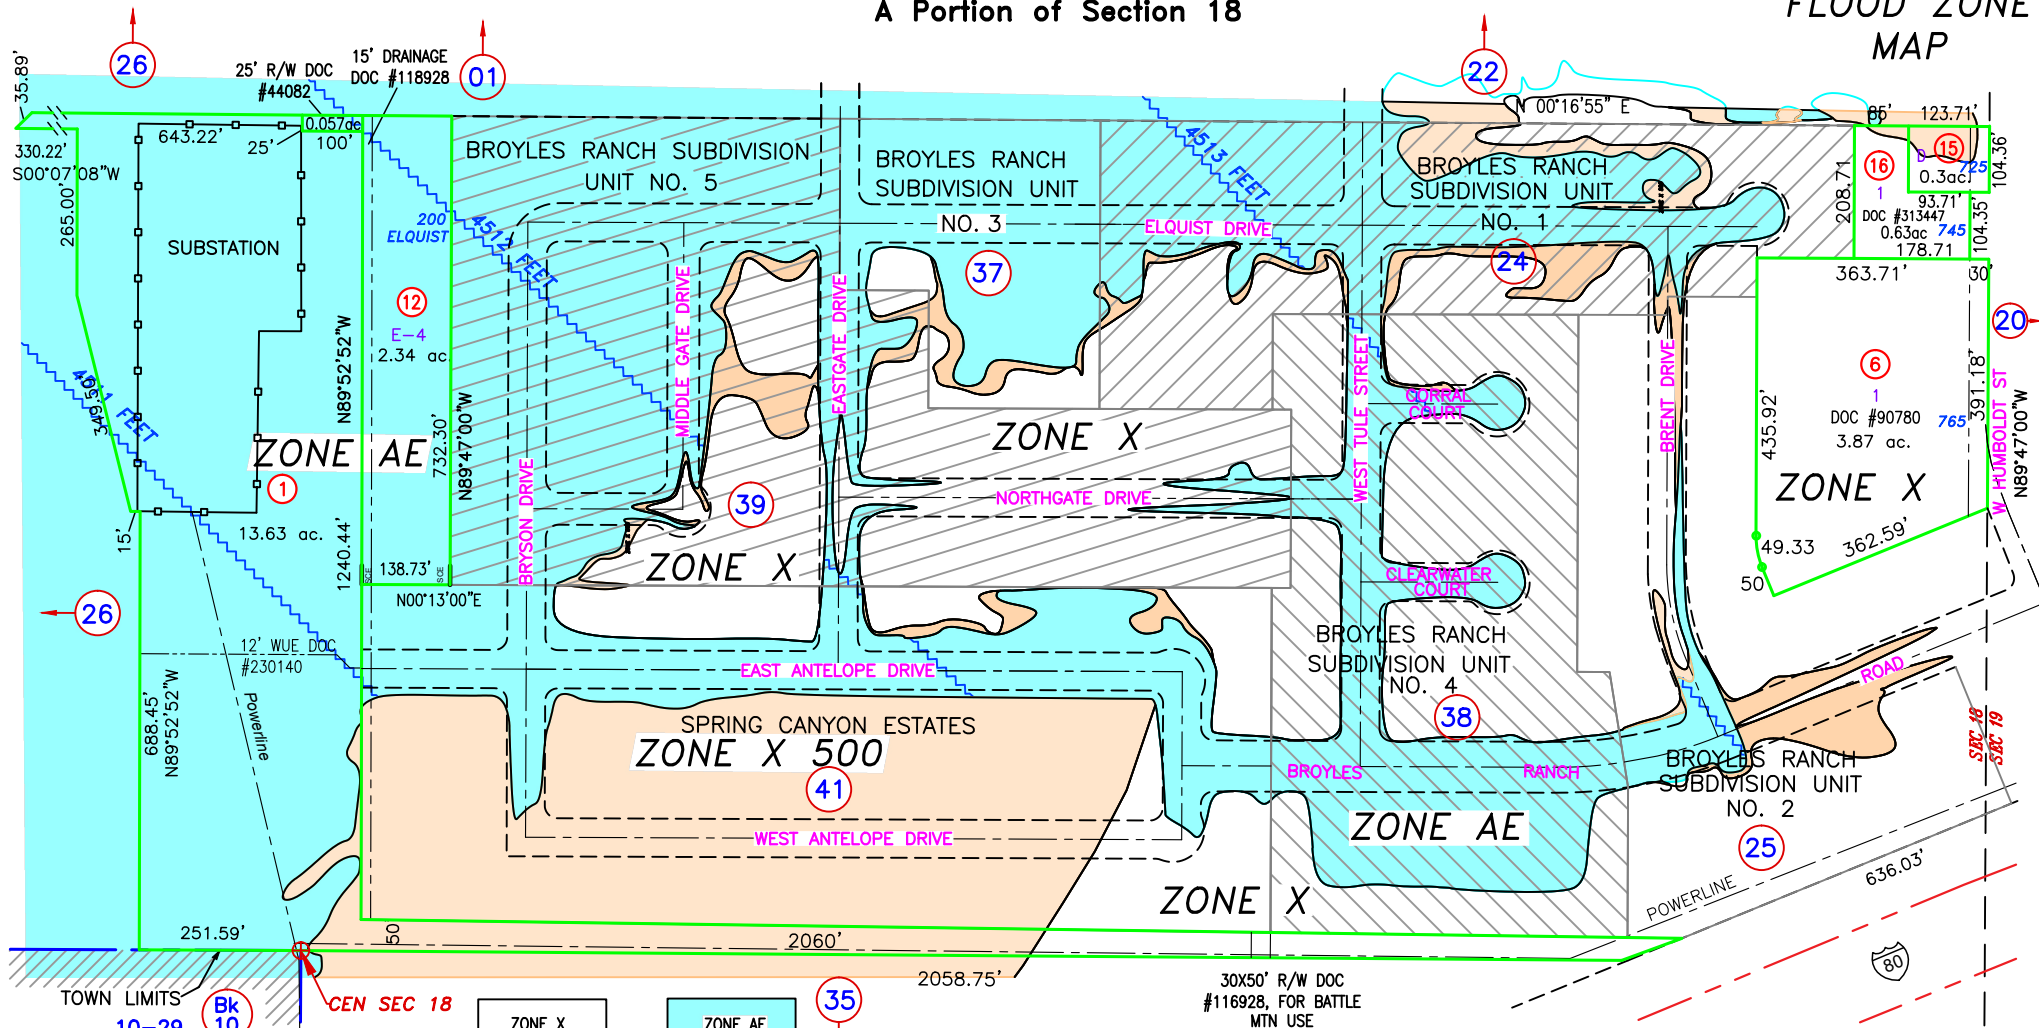 A Portion of Section 18
FLOOD ZONE
MAP
26
01
22
35.89'
25' R/W DOC
#44082
15' DRAINAGE
DOC #118928
0.057ac
100'
25'
643.22'
330.22'
S00°07'08"W
265.00'
SUBSTATION
BROYLES RANCH SUBDIVISION
UNIT NO. 5
BROYLES RANCH
SUBDIVISION UNIT
NO. 3
37
4513 FEET
N 00°16'55" E
BROYLES RANCH
SUBDIVISION UNIT
NO. 1
24
ELQUIST DRIVE
85'
123.71'
15
D
725
0.3ac.
104.36'
16
1
208.71
93.71'
DOC #313447
0.63ac
745
178.71
104.35'
363.71'
30'
20
200
ELQUIST
4512 FEET
12
E-4
2.34 ac.
N89°52'52"W
732.30'
N89°47'00"W
4511 FEET
ZONE AE
1
13.63 ac.
15'
1240.44'
SCE
138.73'
SCE
N00°13'00"E
MIDDLE GATE DRIVE
EASTGATE DRIVE
BRYSON DRIVE
39
ZONE X
ZONE X
NORTHGATE DRIVE
WEST TULE STREET
CORRAL
COURT
CLEARWATER
COURT
BRENT DRIVE
6
1
DOC #90780
765
3.87 ac.
435.92'
391.18'
W HUMBOLDT ST
N89°47'00"W
ZONE X
49.33
362.59'
50
26
12' WUE DOC
#230140
688.45'
N89°52'52"W
Powerline
EAST ANTELOPE DRIVE
BROYLES RANCH
SUBDIVISION UNIT
NO. 4
38
ROAD
SEC 18
SEC 19
SPRING CANYON ESTATES
ZONE X 500
41
WEST ANTELOPE DRIVE
BROYLES
RANCH
ZONE AE
BROYLES RANCH
SUBDIVISION UNIT
NO. 2
25
ZONE X
POWERLINE
636.03'
251.59'
50
2060'
2058.75'
80
TOWN LIMITS
10-29
Bk
10
CEN SEC 18
ZONE X
ZONE AE
35
30X50' R/W DOC
#116928, FOR BATTLE
MTN USE